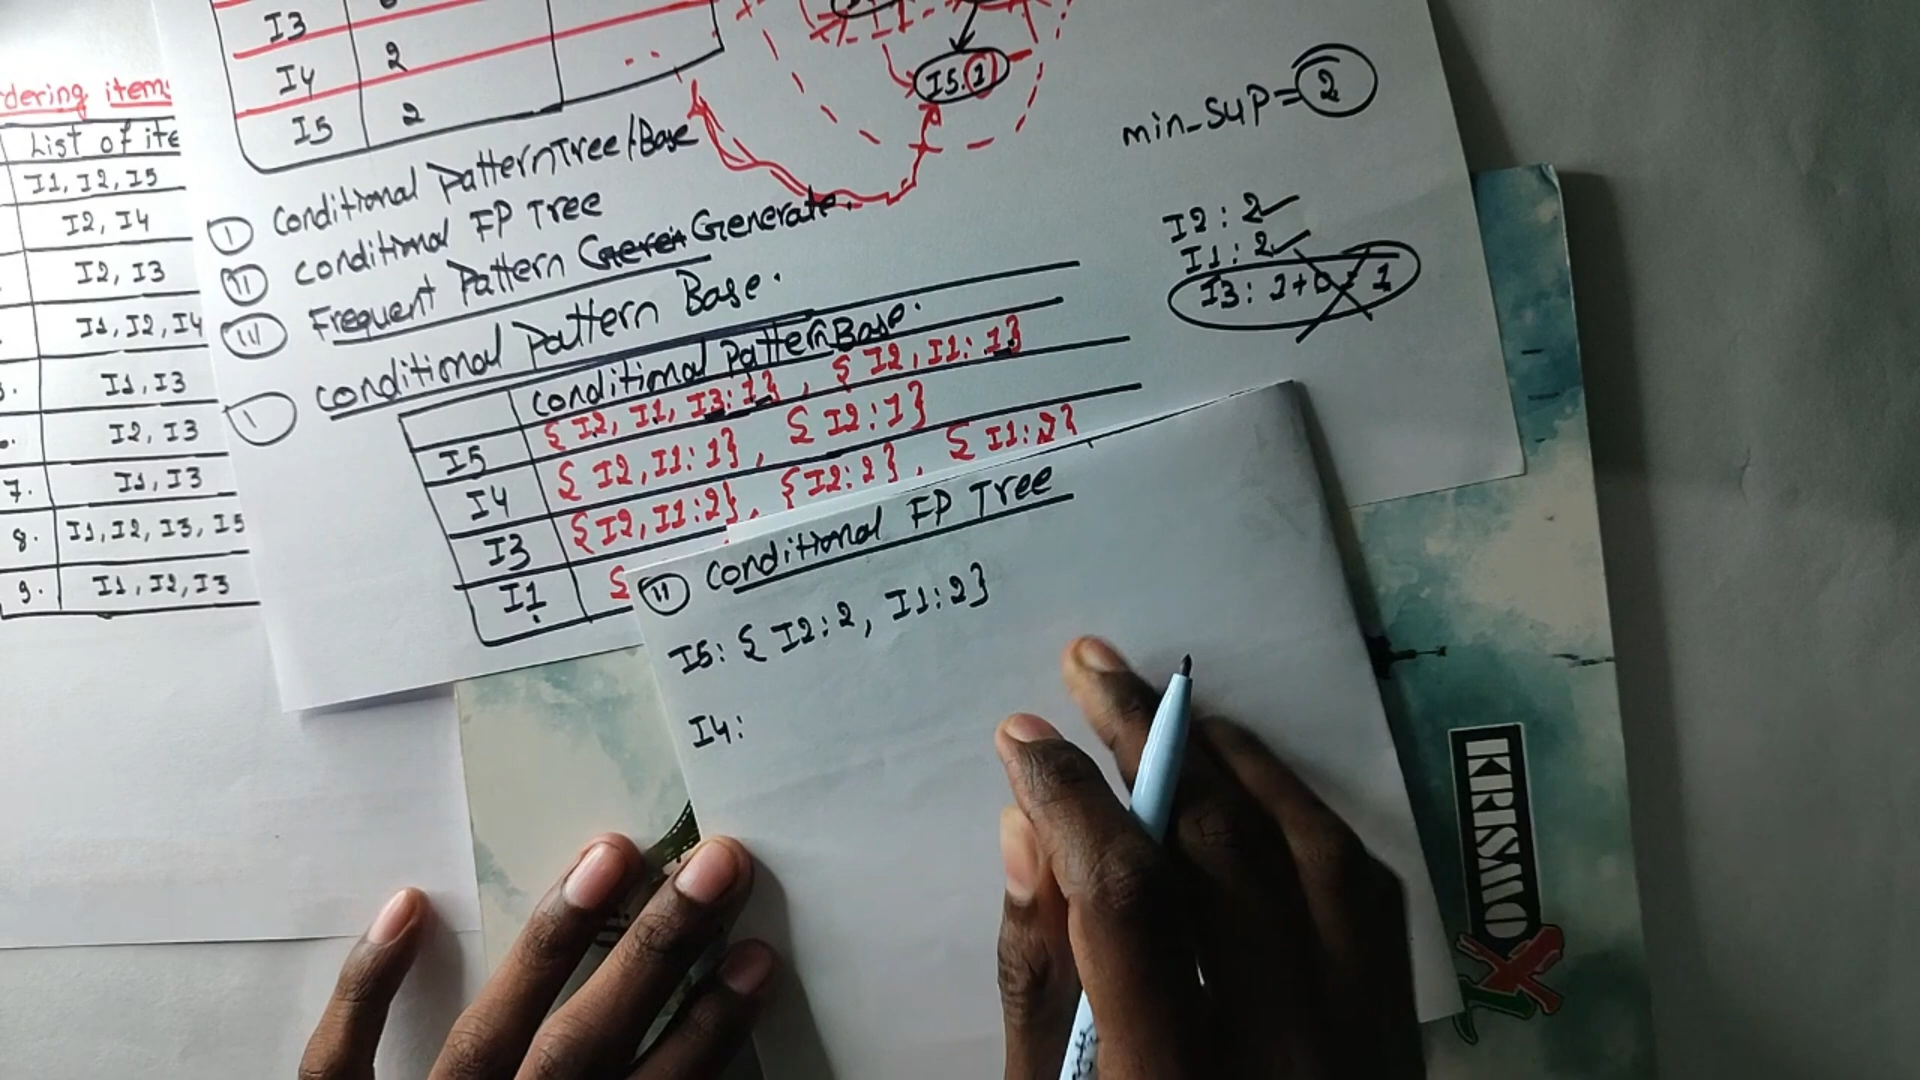 dering items
List of ite
I1, I2, I5
I2, I4
I2, I3
I1, I2, I4
I1, I3
I2, I3
7. I1, I3
8. I1, I2, I3, I5
9. I1, I2, I3
I3
I4 2
I5 2
I5:1
min-sup=2
I2: 2✓
I1: 2✓
I3: 1+0=1
I Conditional PatternTree/Base
II Conditional FP Tree
III Frequent Pattern Generate.
I Conditional Pattern Base.
Conditional Pattern Base.
I5 {I2, I1, I3:1}, {I2, I1:1}
I4 {I2, I1:1}, {I2:1}
I3 {I2, I1:2}, {I2:2}, {I1:2}
I1 {
II Conditional FP Tree
I5: {I2:2, I1:2}
I4:
KRISMO